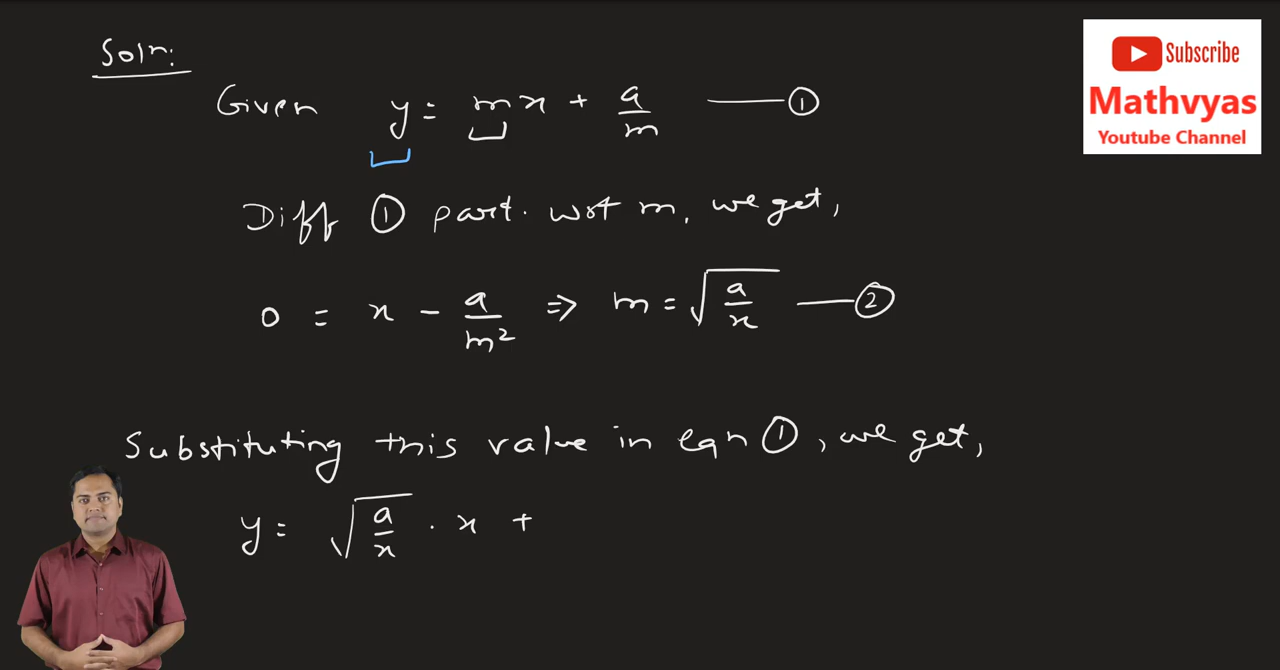 Soln:
Given y = mx + a/m —— ①
Diff ① part. wrt m, we get,
0 = x - a/m² ⇒ m = √(a/x) —— ②
Substituting this value in eqn ①, we get,
y = √(a/x) · x +
Subscribe
Mathvyas
Youtube Channel